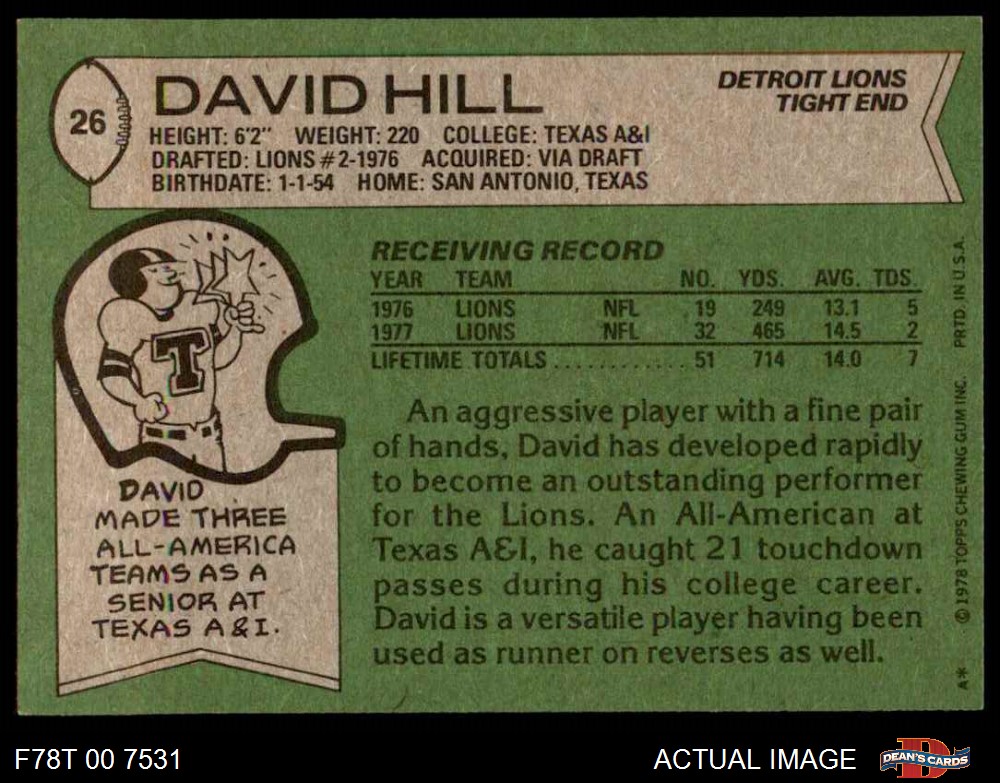 26
DAVID HILL
DETROIT LIONS
TIGHT END
HEIGHT: 6'2" WEIGHT: 220 COLLEGE: TEXAS A&I
DRAFTED: LIONS #2-1976 ACQUIRED: VIA DRAFT
BIRTHDATE: 1-1-54 HOME: SAN ANTONIO, TEXAS
RECEIVING RECORD
YEAR TEAM NO. YDS. AVG. TDS.
1976 LIONS NFL 19 249 13.1 5
1977 LIONS NFL 32 465 14.5 2
LIFETIME TOTALS ............ 51 714 14.0 7
An aggressive player with a fine pair
of hands, David has developed rapidly
to become an outstanding performer
for the Lions. An All-American at
Texas A&I, he caught 21 touchdown
passes during his college career.
David is a versatile player having been
used as runner on reverses as well.
T
DAVID
MADE THREE
ALL-AMERICA
TEAMS AS A
SENIOR AT
TEXAS A & I.
A* ©1978 TOPPS CHEWING GUM INC. PRTD. IN U.S.A.
F78T 00 7531
ACTUAL IMAGE
D
DEAN'S CARDS